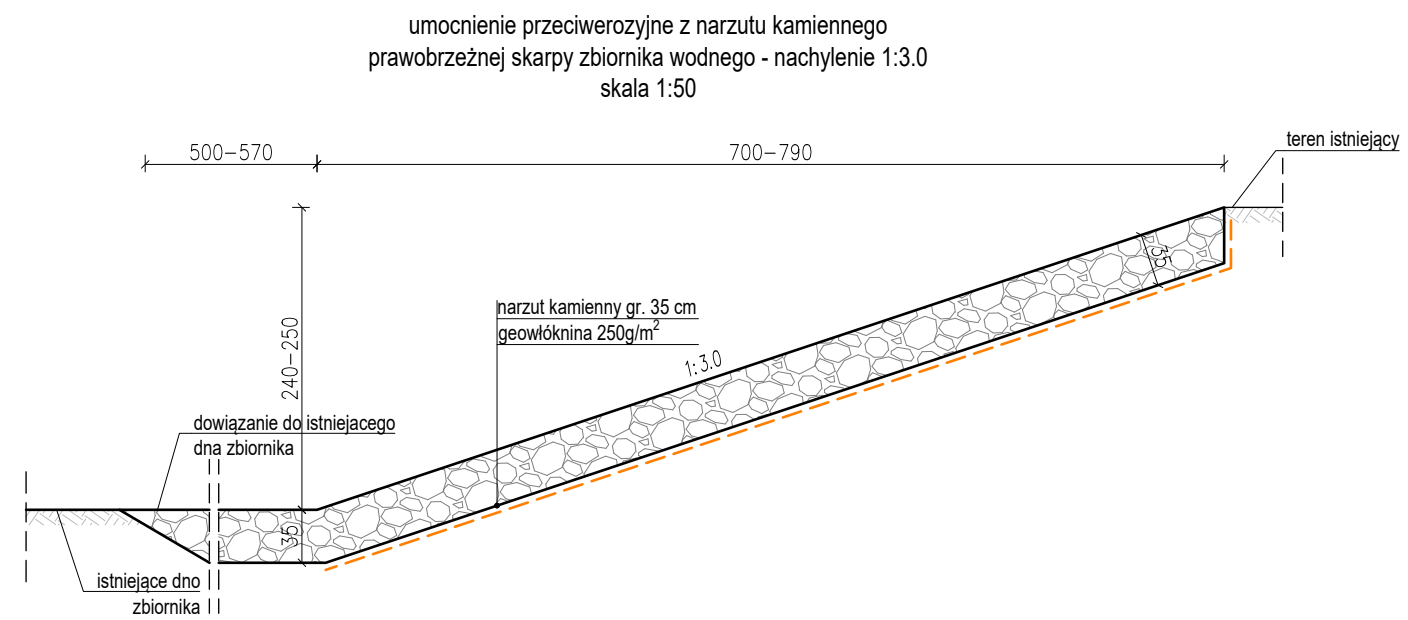 umocnienie przeciwerozyjne z narzutu kamiennego
prawobrzeżnej skarpy zbiornika wodnego - nachylenie 1:3.0
skala 1:50
500-570
700-790
teren istniejący
35
240-250
narzut kamienny gr. 35 cm
geowłóknina 250g/m²
1:3.0
dowiązanie do istniejacego
dna zbiornika
35
istniejące dno
zbiornika